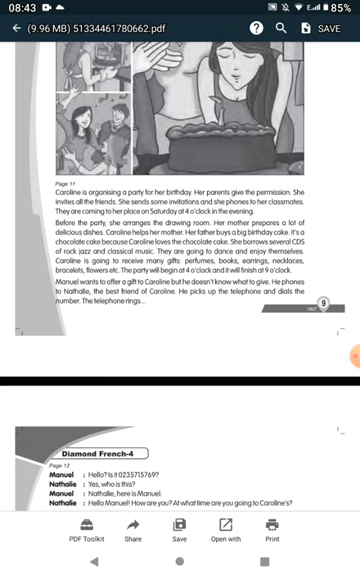 08:43
85%
(9.96 MB) 51334461780662.pdf
SAVE
Page 11
Caroline is organising a party for her birthday. Her parents give the permission. She
invites all the friends. She sends some invitations and she phones to her classmates.
They are coming to her place on Saturday at 4 o'clock in the evening.
Before the party, she arranges the drawing room. Her mother prepares a lot of
delicious dishes. Caroline helps her mother. Her father buys a big birthday cake. It's a
chocolate cake because Caroline loves the chocolate cake. She borrows several CDS
of rock jazz and classical music. They are going to dance and enjoy themselves.
Caroline is going to receive many gifts: perfumes, books, earrings, necklaces,
bracelets, flowers etc. The party will begin at 4 o'clock and it will finish at 9 o'clock.
Manuel wants to offer a gift to Caroline but he doesn't know what to give. He phones
to Nathalie, the best friend of Caroline. He picks up the telephone and dials the
number. The telephone rings...
9
Diamond French-4
Page 12
Manuel : Hello? Is it 0235715769?
Nathalie : Yes, who is this?
Manuel : Nathalie, here is Manuel.
Nathalie : Hello Manuel! How are you? At what time are you going to Caroline's?
PDF Toolkit
Share
Save
Open with
Print